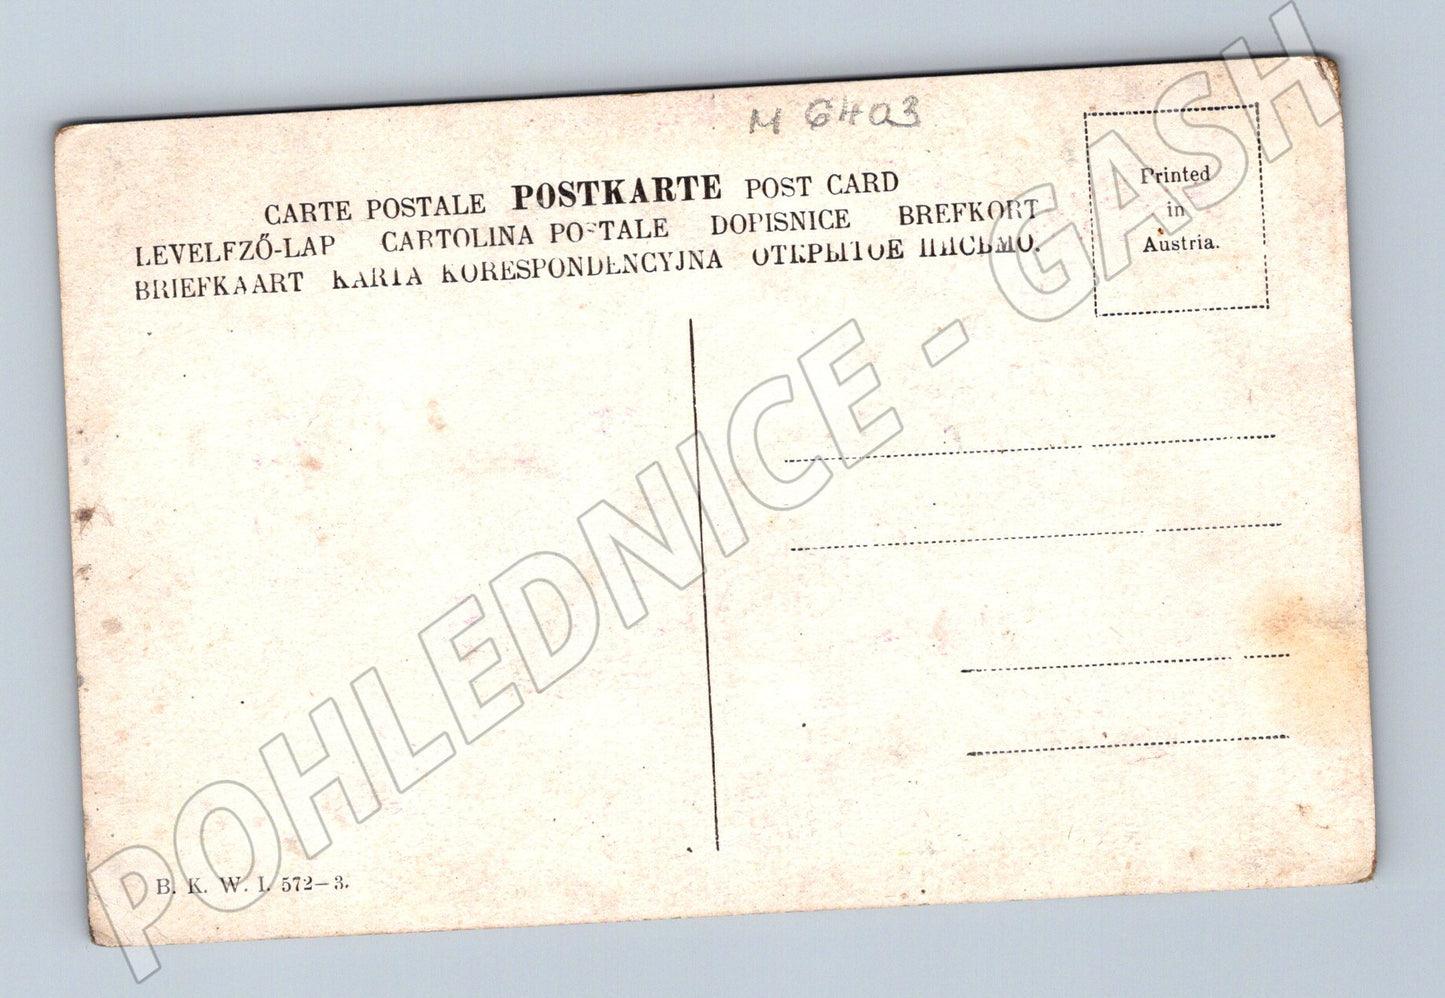 M 6403
CARTE POSTALE POSTKARTE POST CARD
LEVELEZŐ-LAP CARTOLINA POSTALE DOPISNICE BREFKORT
BRIEFKAART KARTA KORESPONDENCYJNA ОТКРЫТОЕ ПИСЬМО.
Printed
in
Austria.
B. K. W. I. 572-3.
POHLEDNICE - GASH